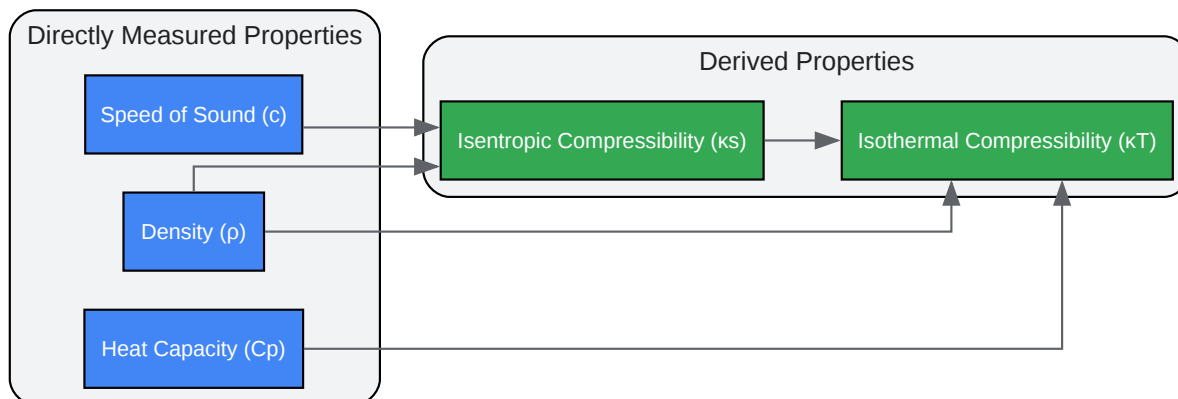 Directly Measured Properties
Speed of Sound (c)
Density (ρ)
Heat Capacity (Cp)
Derived Properties
Isentropic Compressibility (κs)
Isothermal Compressibility (κT)